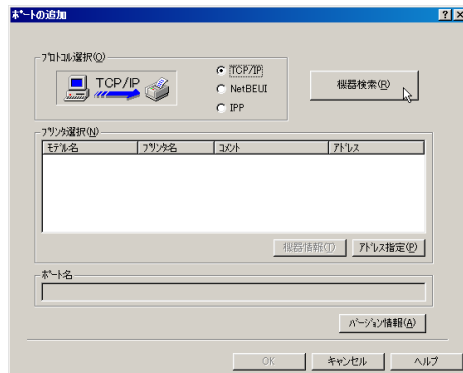 ﾎﾟｰﾄの追加
ﾌﾟﾛﾄｺﾙ選択(O)
TCP/IP
TCP/IP
NetBEUI
IPP
機器検索(R)
ﾌﾟﾘﾝﾀ選択(N)
ﾓﾃﾞﾙ名 ﾌﾟﾘﾝﾀ名 ｺﾒﾝﾄ ｱﾄﾞﾚｽ
機器情報(T) ｱﾄﾞﾚｽ指定(P)
ﾎﾟｰﾄ名
ﾊﾞｰｼﾞｮﾝ情報(A)
OK ｷｬﾝｾﾙ ﾍﾙﾌﾟ